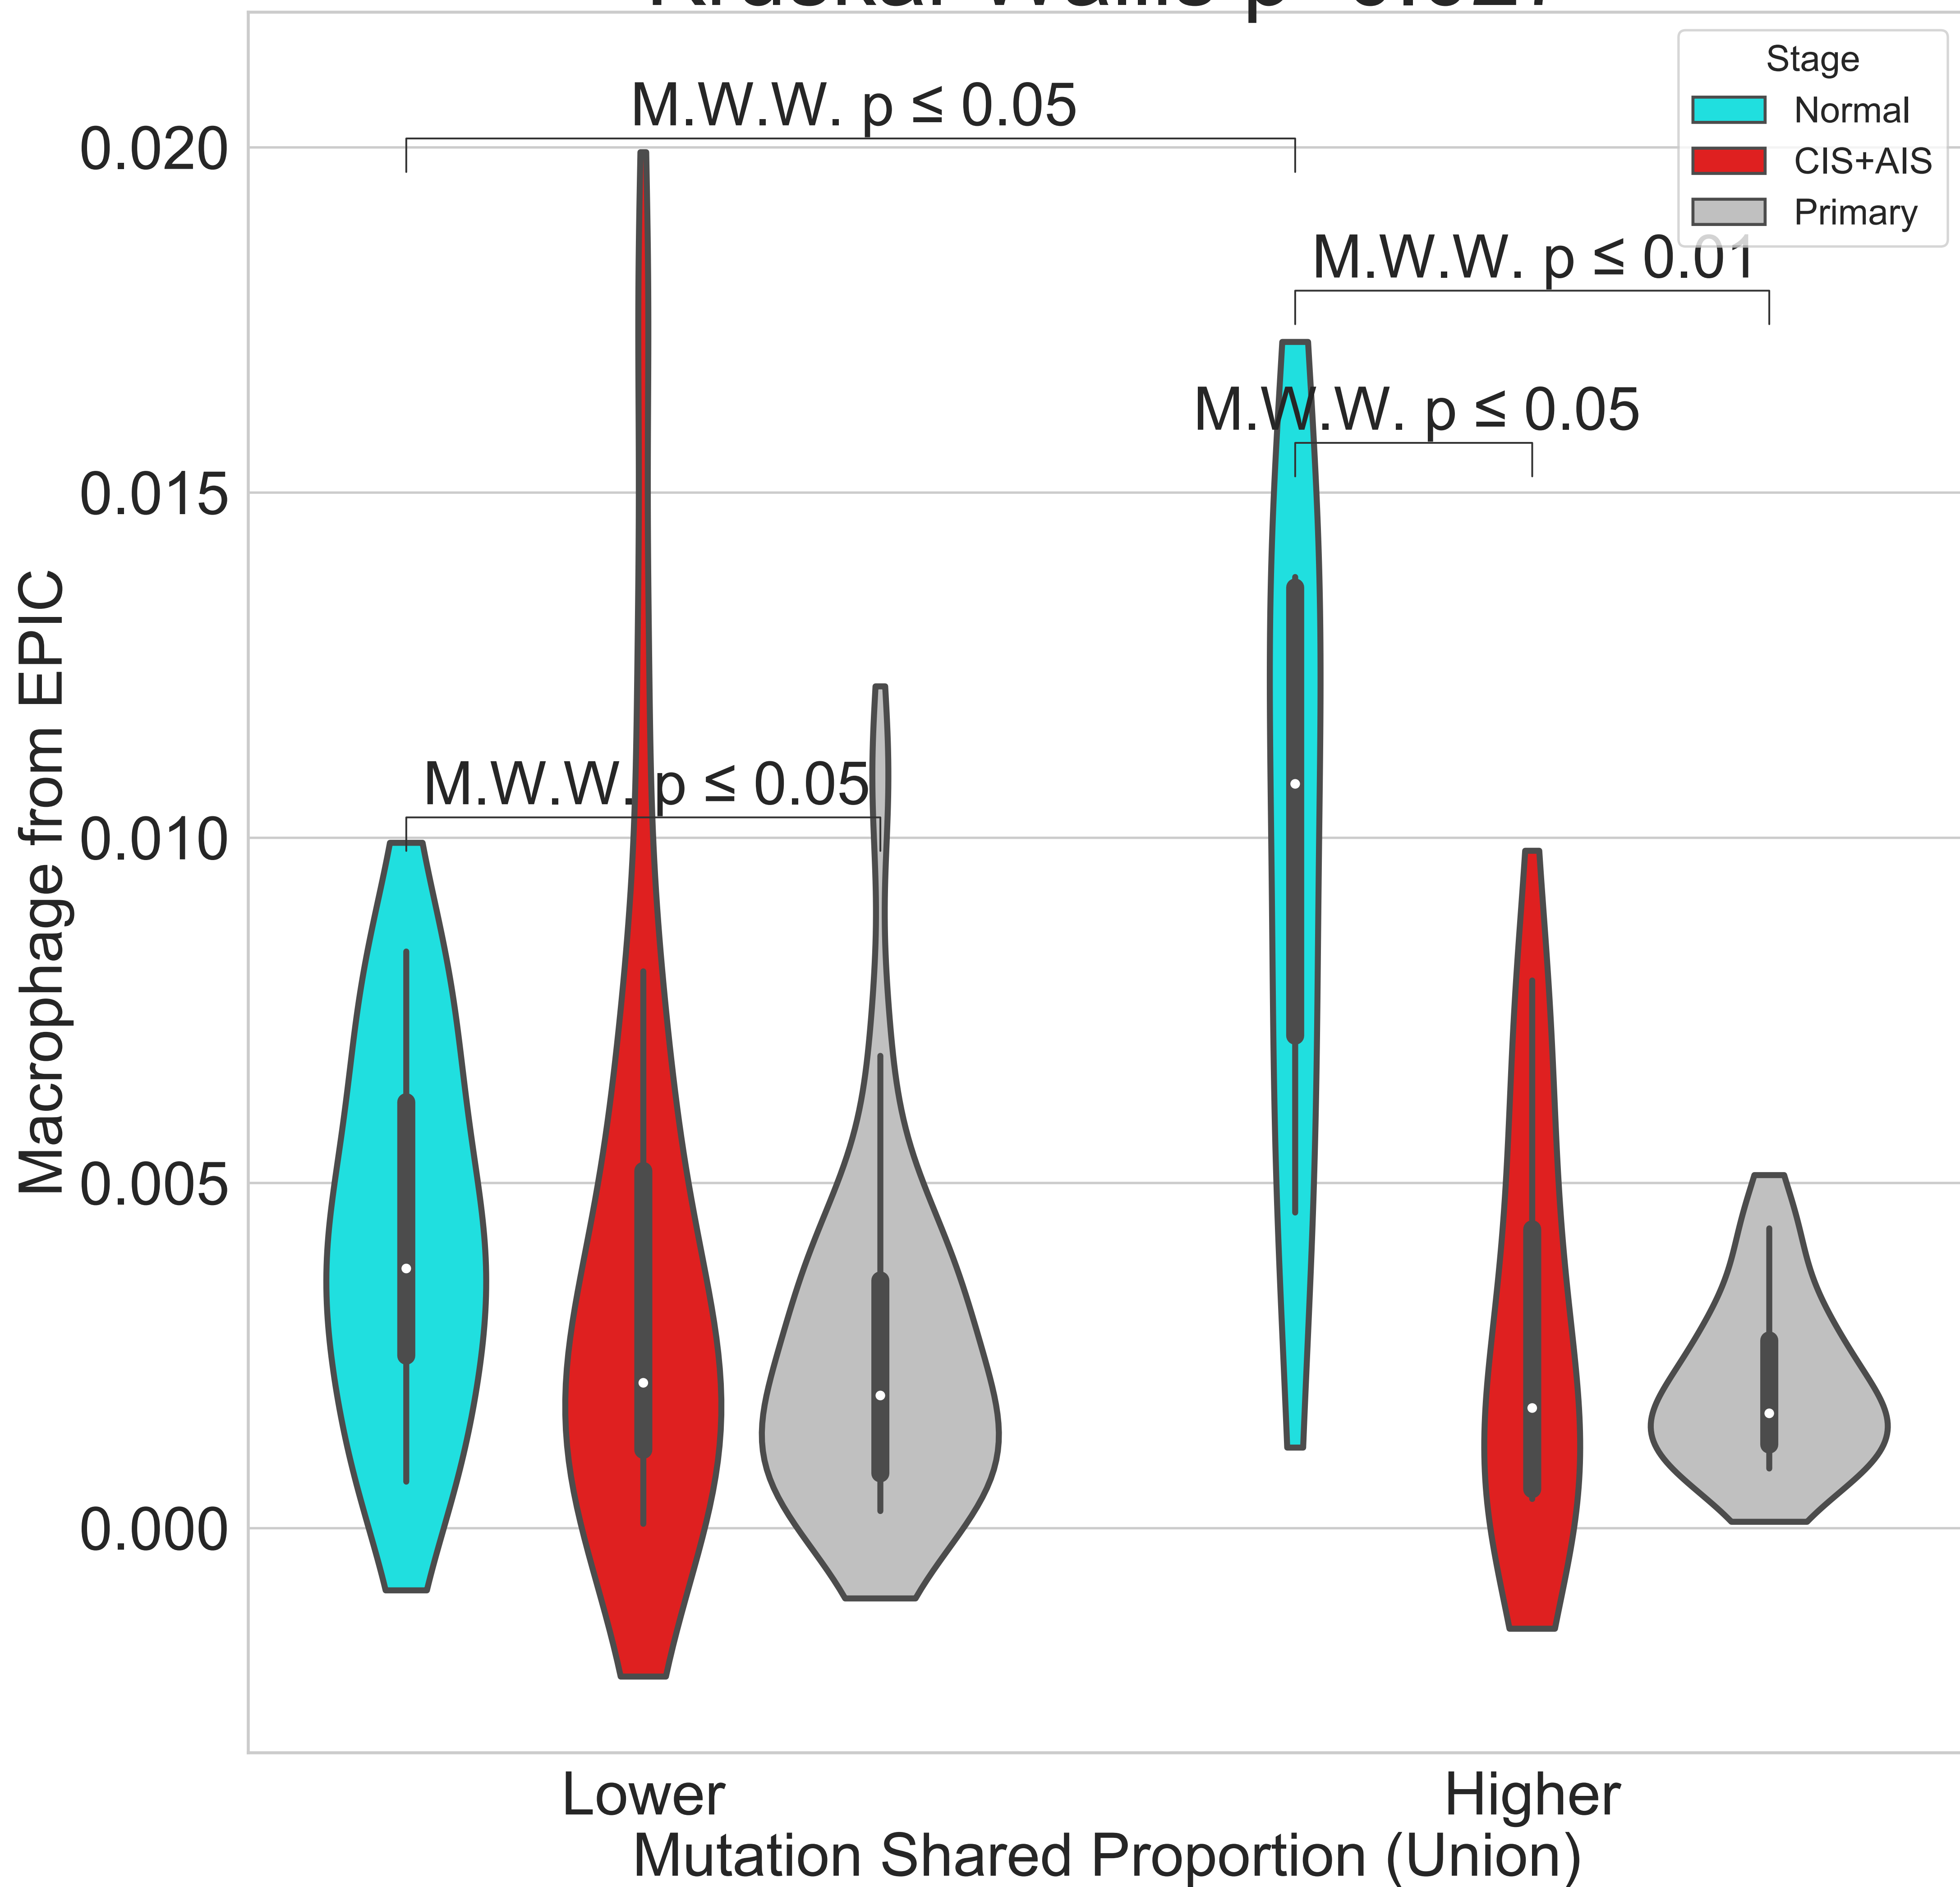 Stage
Normal
CIS+AIS
Primary
M.W.W. p ≤ 0.05
M.W.W. p ≤ 0.01
M.W.W. p ≤ 0.05
M.W.W. p ≤ 0.05
0.020
0.015
0.010
0.005
0.000
Macrophage from EPIC
Lower
Higher
Mutation Shared Proportion (Union)